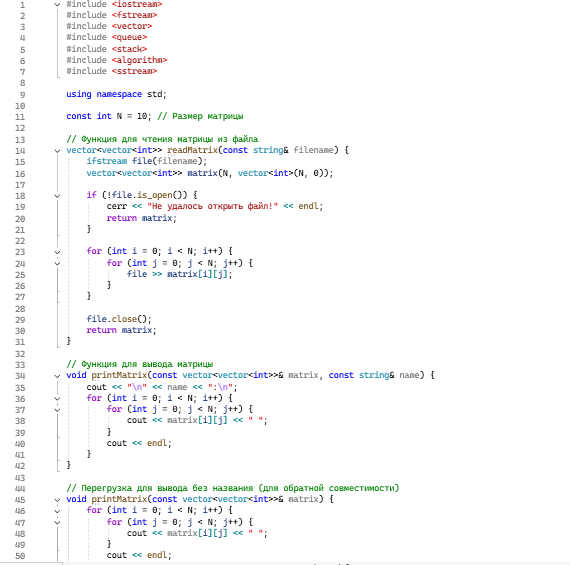 1 #include <iostream>
2 #include <fstream>
3 #include <vector>
4 #include <queue>
5 #include <stack>
6 #include <algorithm>
7 #include <sstream>
8
9 using namespace std;
10
11 const int N = 10; // Размер матрицы
12
13 // Функция для чтения матрицы из файла
14 vector<vector<int>> readMatrix(const string& filename) {
15     ifstream file(filename);
16     vector<vector<int>> matrix(N, vector<int>(N, 0));
17
18     if (!file.is_open()) {
19         cerr << "Не удалось открыть файл!" << endl;
20         return matrix;
21     }
22
23     for (int i = 0; i < N; i++) {
24         for (int j = 0; j < N; j++) {
25             file >> matrix[i][j];
26         }
27     }
28
29     file.close();
30     return matrix;
31 }
32
33 // Функция для вывода матрицы
34 void printMatrix(const vector<vector<int>>& matrix, const string& name) {
35     cout << "\n" << name << ":\n";
36     for (int i = 0; i < N; i++) {
37         for (int j = 0; j < N; j++) {
38             cout << matrix[i][j] << " ";
39         }
40         cout << endl;
41     }
42 }
43
44 // Перегрузка для вывода без названия (для обратной совместимости)
45 void printMatrix(const vector<vector<int>>& matrix) {
46     for (int i = 0; i < N; i++) {
47         for (int j = 0; j < N; j++) {
48             cout << matrix[i][j] << " ";
49         }
50         cout << endl;